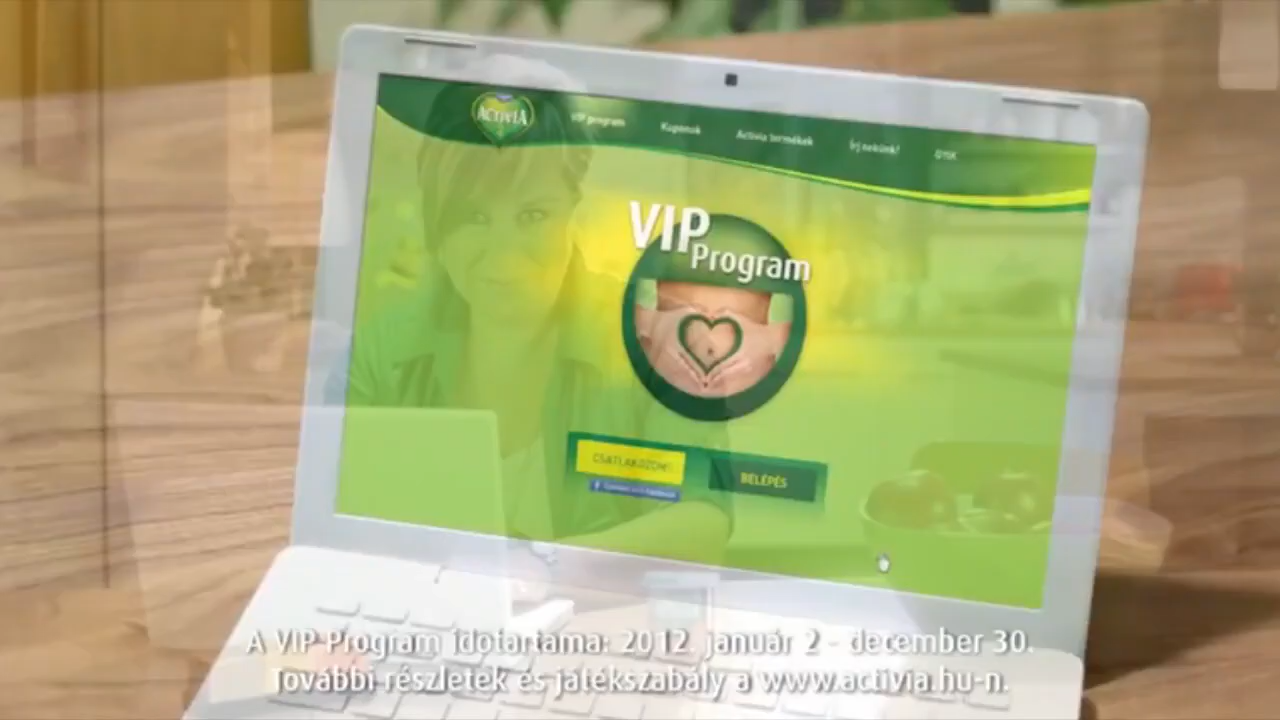 ACTIVIA
VIP program
Kuponok
Activia termékek
Írj nekünk!
GYIK
VIP
Program
CSATLAKOZOM!
BELÉPÉS
A VIP Program időtartama: 2012. január 2 - december 30.
További részletek és játékszabály a www.activia.hu-n.